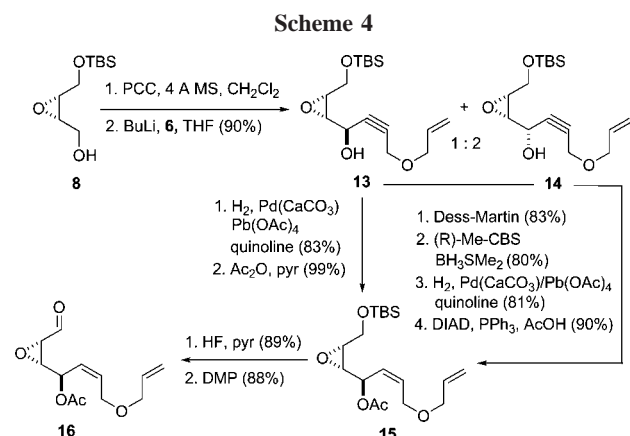 Scheme 4
OTBS
O
OH
8
1. PCC, 4 A MS, CH2Cl2
2. BuLi, 6, THF (90%)
OTBS
O
OH
O
13
+
1 : 2
OTBS
O
OH
O
14
1. H2, Pd(CaCO3)
Pb(OAc)4
quinoline (83%)
2. Ac2O, pyr (99%)
1. Dess-Martin (83%)
2. (R)-Me-CBS
BH3SMe2 (80%)
3. H2, Pd(CaCO3)/Pb(OAc)4
quinoline (81%)
4. DIAD, PPh3, AcOH (90%)
O
O
OAc
O
16
1. HF, pyr (89%)
2. DMP (88%)
OTBS
O
OAc
O
15